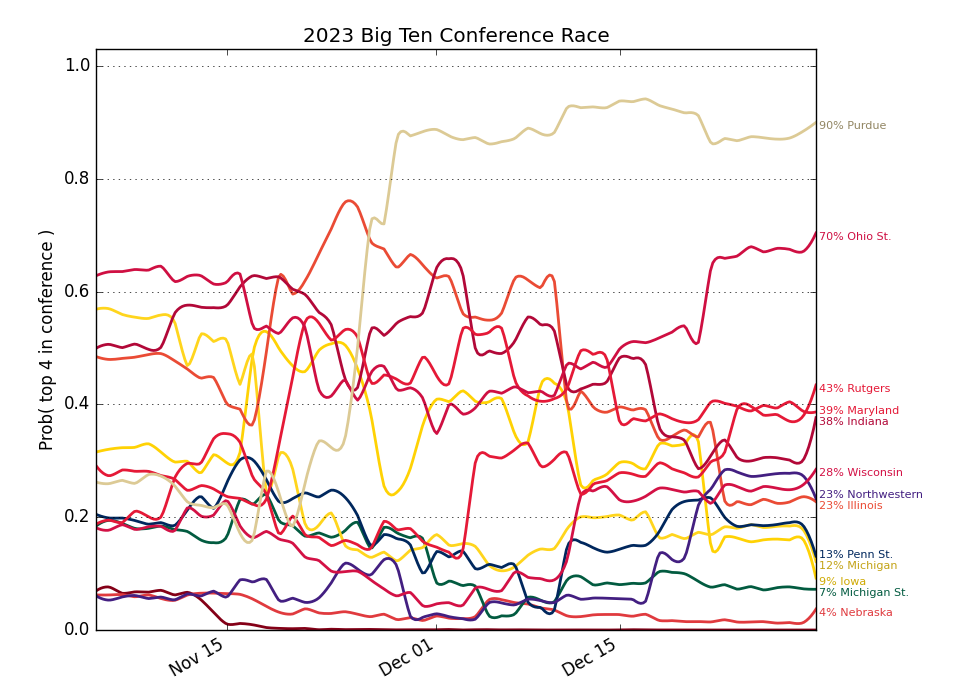 2023 Big Ten Conference Race
Prob( top 4 in conference )
1.0
0.8
0.6
0.4
0.2
0.0
Nov 15
Dec 01
Dec 15
90% Purdue
70% Ohio St.
43% Rutgers
39% Maryland
38% Indiana
28% Wisconsin
23% Northwestern
23% Illinois
13% Penn St.
12% Michigan
9% Iowa
7% Michigan St.
4% Nebraska